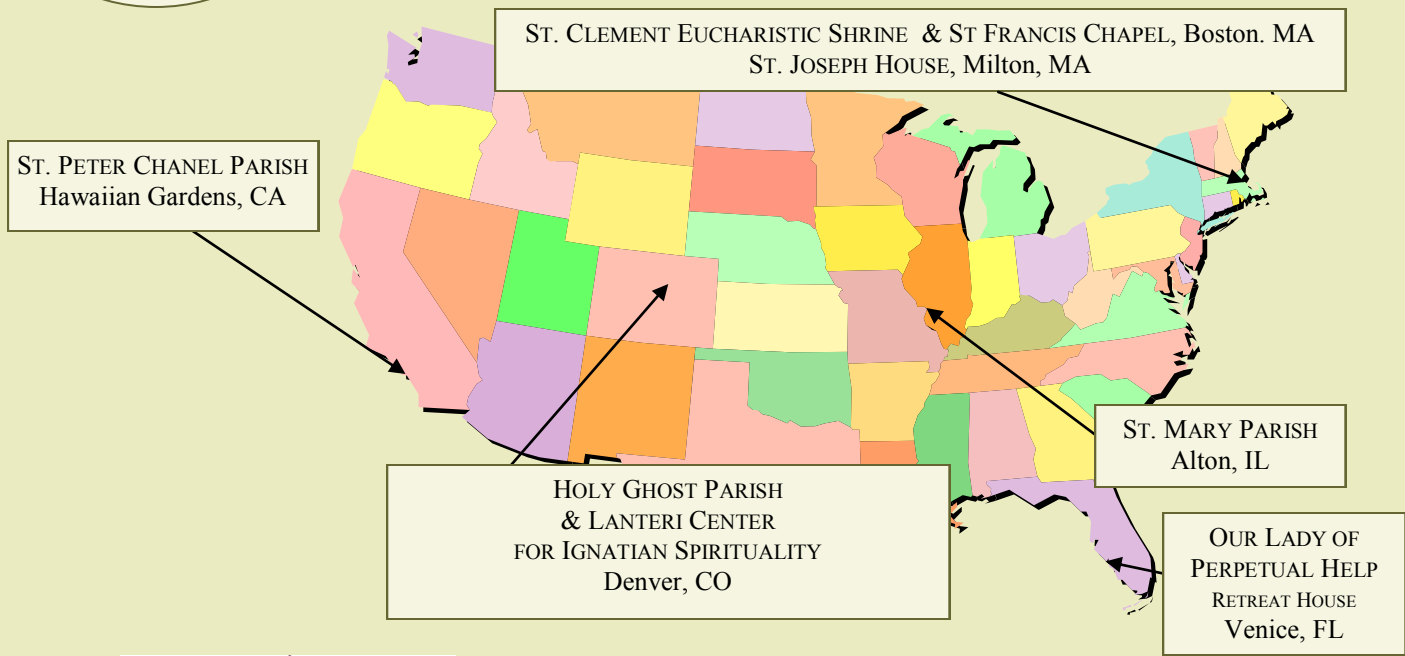 ST. CLEMENT EUCHARISTIC SHRINE & ST FRANCIS CHAPEL, Boston. MA
ST. JOSEPH HOUSE, Milton, MA
ST. PETER CHANEL PARISH
Hawaiian Gardens, CA
ST. MARY PARISH
Alton, IL
HOLY GHOST PARISH
& LANTERI CENTER
FOR IGNATIAN SPIRITUALITY
Denver, CO
OUR LADY OF
PERPETUAL HELP
RETREAT HOUSE
Venice, FL